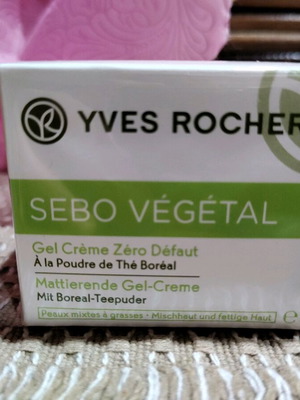 YVES ROCHER
SEBO VÉGÉTAL
Gel Crème Zéro Défaut
À la Poudre de Thé Boréal
Mattierende Gel-Creme
Mit Boreal-Teepuder
Peaux mixtes à grasses - Mischhaut und fettige Haut